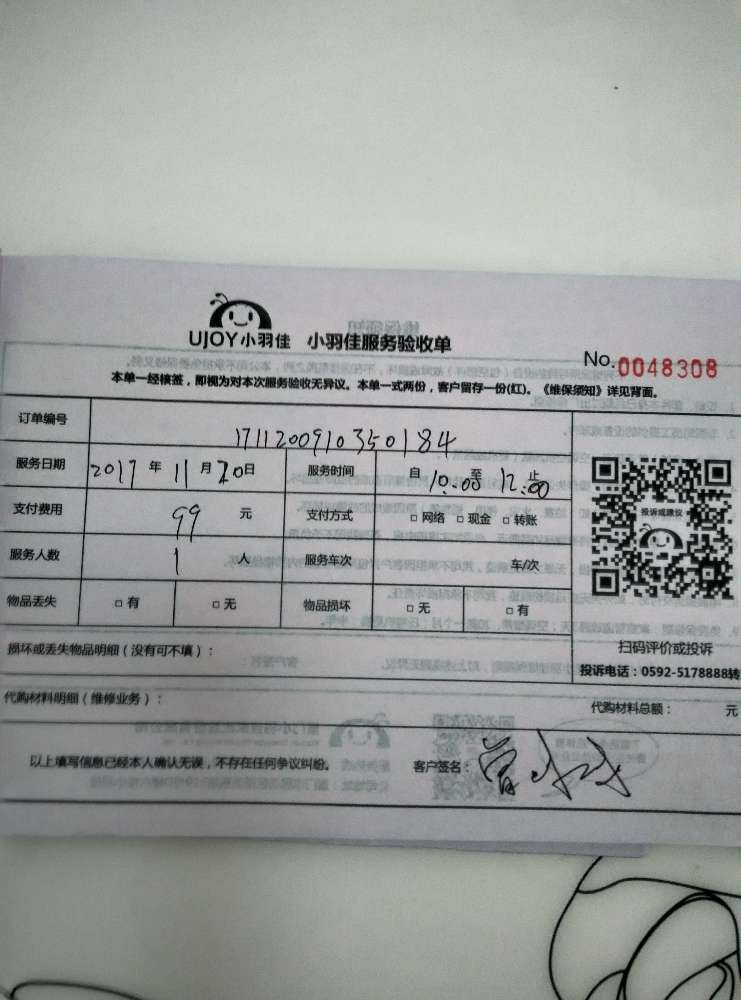 UJOY小羽佳 小羽佳服务验收单
No.0048308
本单一经核签，即视为对本次服务验收无异议。本单一式两份，客户留存一份(红)。《维保须知》详见背面。
订单编号 171120091035 0184
服务日期 2017 年 11 月 20 日 服务时间 自 10:00 至 12:00 止
支付费用 99 元 支付方式 □ 网络 □ 现金 □ 转账
投诉或建议
服务人数 1 人 服务车次 车/次
物品丢失 □ 有 □ 无 物品损坏 □ 无 □ 有
扫码评价或投诉
损坏或丢失物品明细（没有可不填）：
投诉电话：0592-5178888转
代购材料明细（维修业务）： 代购材料总额： 元
以上填写信息已经本人确认无误，不存在任何争议纠纷。 客户签名：